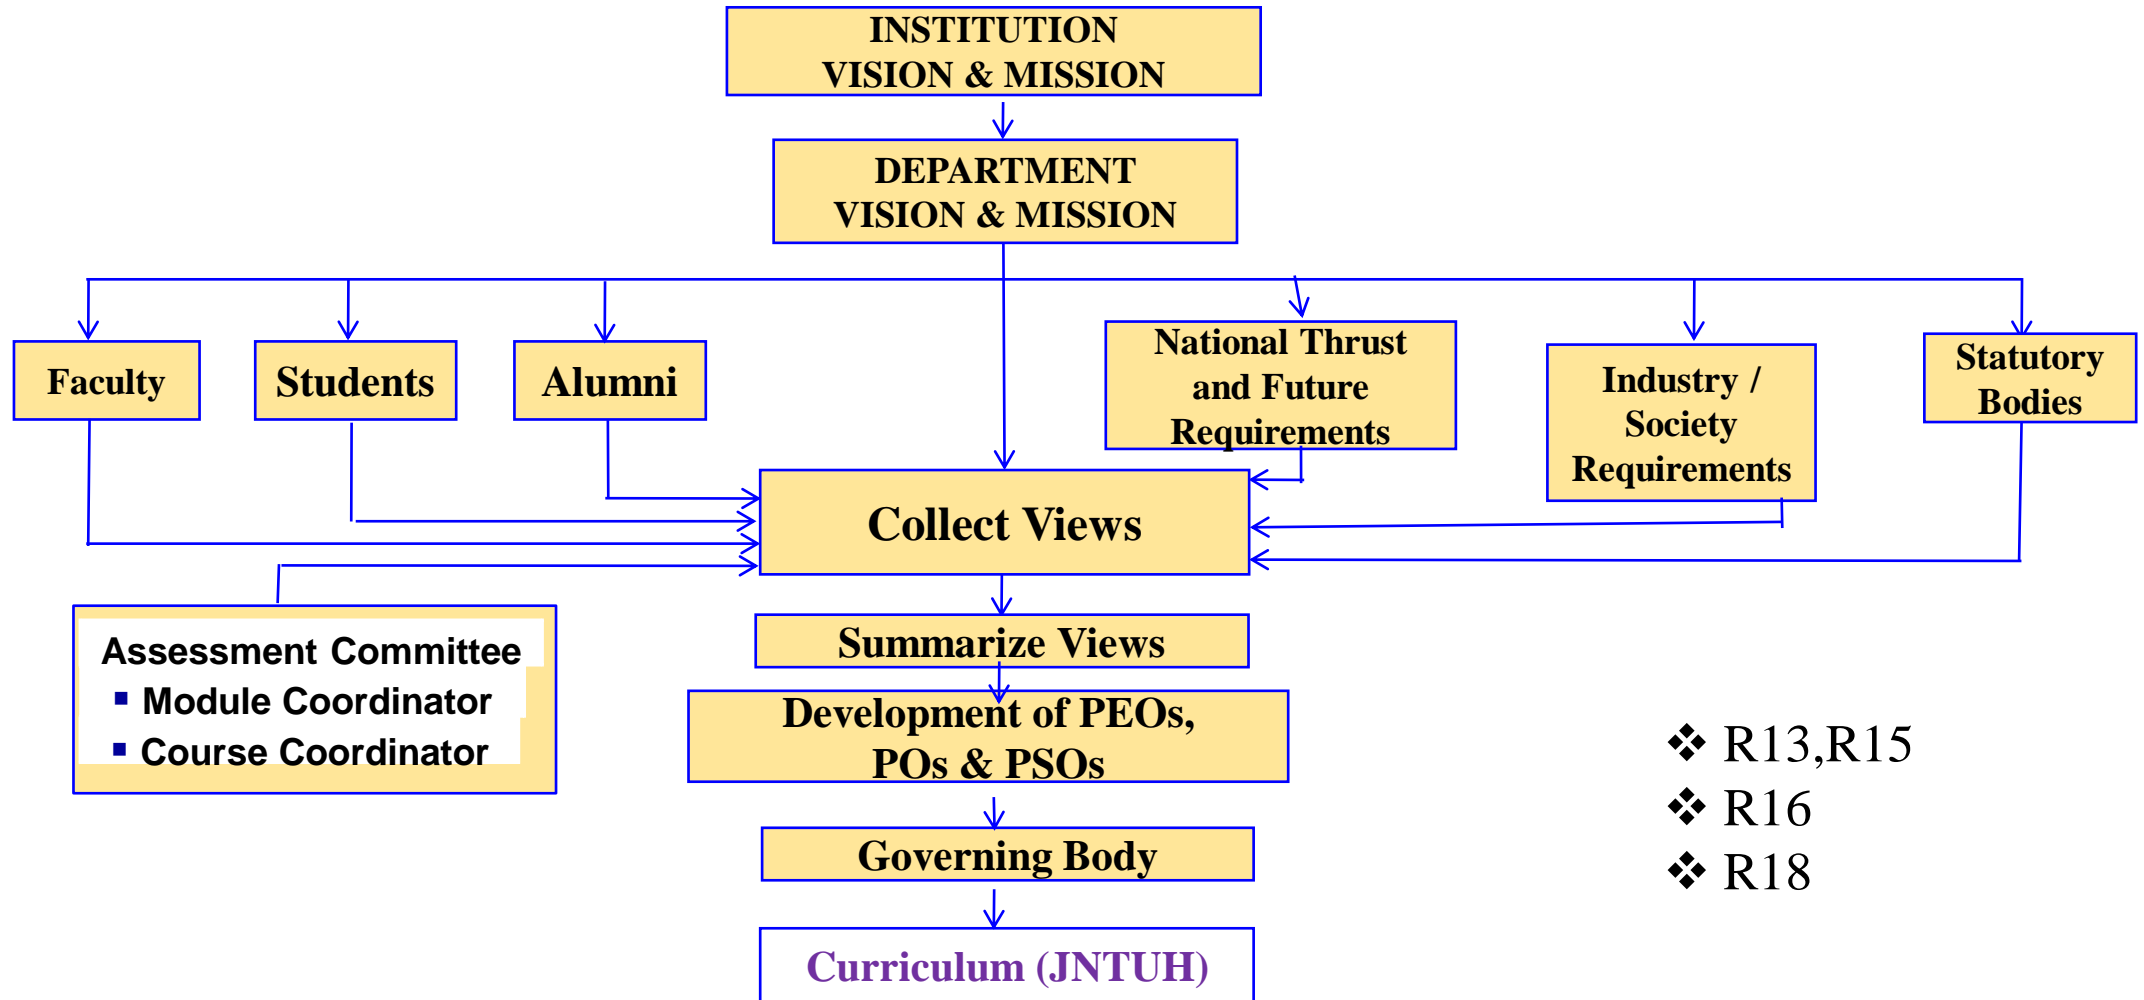 INSTITUTION
VISION & MISSION
DEPARTMENT
VISION & MISSION
Faculty
Students
Alumni
National Thrust
and Future
Requirements
Industry /
Society
Requirements
Statutory
Bodies
Collect Views
Assessment Committee
▪ Module Coordinator
▪ Course Coordinator
Summarize Views
Development of PEOs,
POs & PSOs
Governing Body
Curriculum (JNTUH)
❖ R13,R15
❖ R16
❖ R18